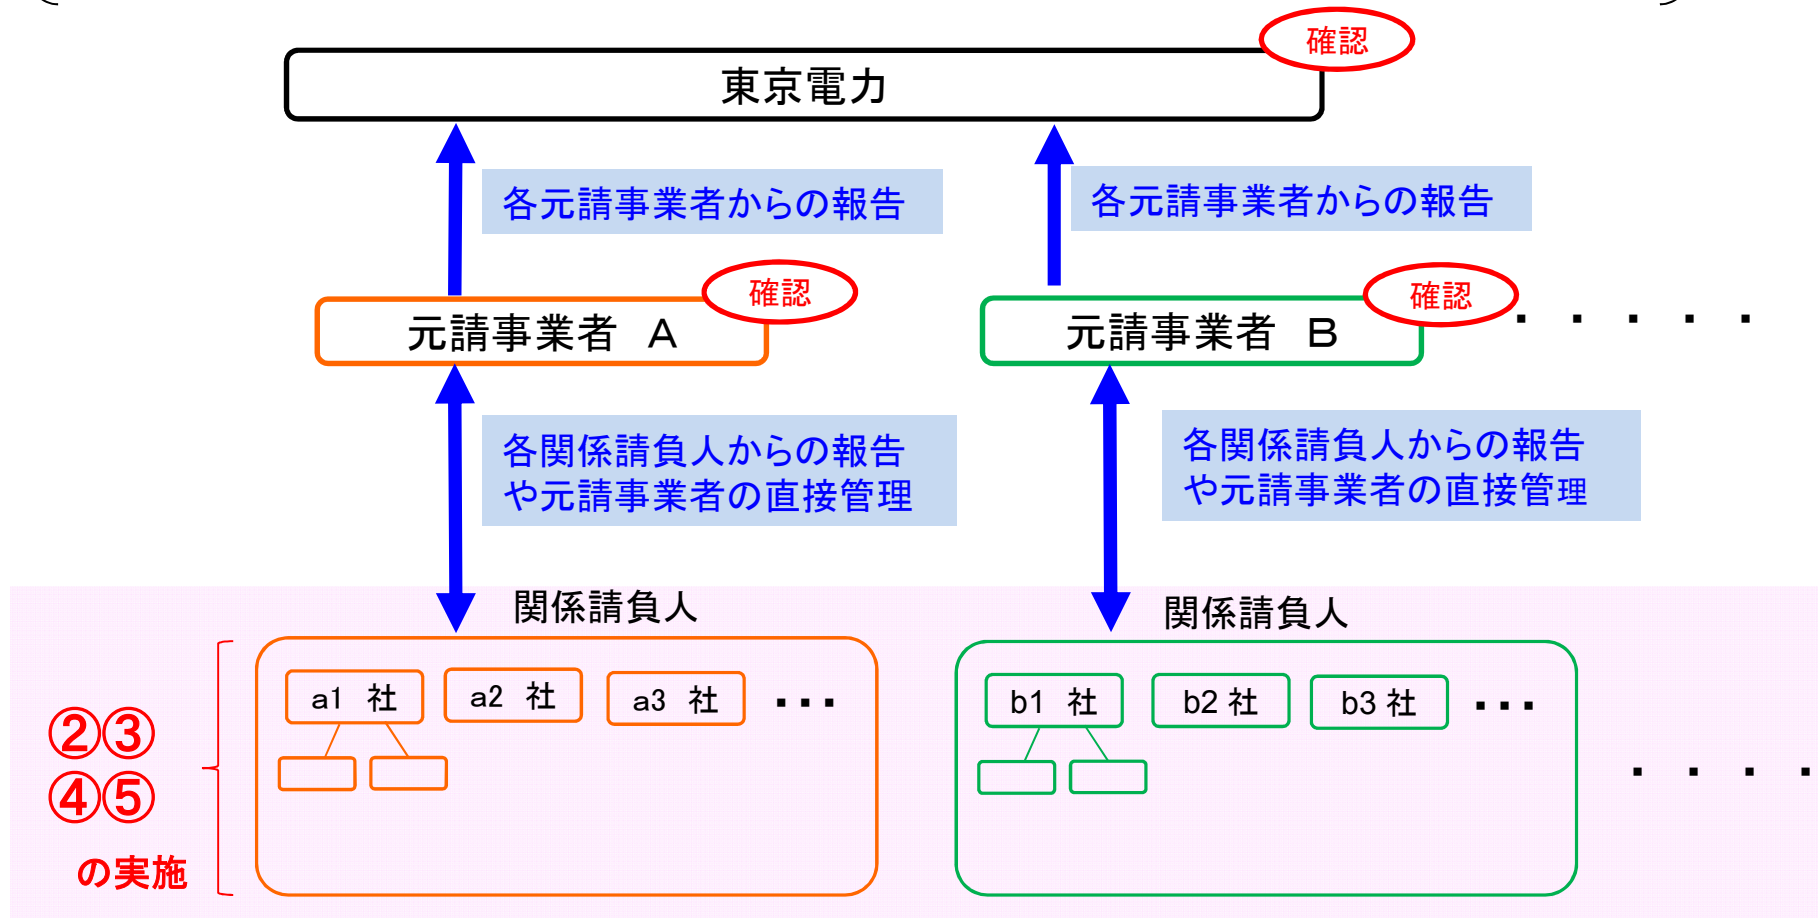 確認
東京電力
各元請事業者からの報告
各元請事業者からの報告
確認
確認
元請事業者　A
元請事業者　B
・・・・・
各関係請負人からの報告
や元請事業者の直接管理
各関係請負人からの報告
や元請事業者の直接管理
関係請負人
関係請負人
a1　社
a2　社
a3　社
・・・
b1　社
b2 社
b3 社
・・・
②③
④⑤
の実施
・・・・